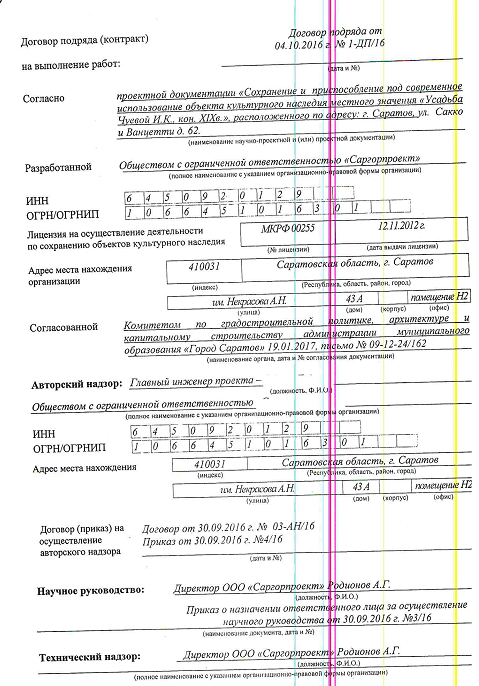 Договор подряда (контракт) Договор подряда от
04.10.2016 г. № 1-ДП/16
на выполнение работ:
(дата и №)
Согласно проектной документации «Сохранение и приспособление под современное
использование объекта культурного наследия местного значения «Усадьба
Чуевой И.К., кон. XIXв.», расположенного по адресу: г. Саратов, ул. Сакко
и Ванцетти д. 62.
(наименование научно-проектной и (или) проектной документации)
Разработанной Обществом с ограниченной ответственностью «Саргорпроект»
(полное наименование с указанием организационно-правовой формы организации)
ИНН 6 4 5 0 9 2 0 1 2 9
ОГРН/ОГРНИП 1 0 6 6 4 5 1 0 1 6 3 0 1
Лицензия на осуществление деятельности МКРФ 00255 12.11.2012 г.
по сохранению объектов культурного наследия (№ лицензии) (дата выдачи лицензии)
Адрес места нахождения 410031 Саратовская область, г. Саратов
организации (индекс) (Республика, область, район, город)
им. Некрасова А.Н. 43 А помещение Н2
(улица) (дом) (корпус) (офис)
Согласованной Комитетом по градостроительной политике, архитектуре и
капитальному строительству администрации муниципального
образования «Город Саратов» 19.01.2017, письмо № 09-12-24/162
(наименование органа, дата и № согласования документации)
Авторский надзор: Главный инженер проекта –
(должность, Ф.И.О.)
Обществом с ограниченной ответственностью
(полное наименование с указанием организационно-правовой формы организации)
ИНН 6 4 5 0 9 2 0 1 2 9
ОГРН/ОГРНИП 1 0 6 6 4 5 1 0 1 6 3 0 1
Адрес места нахождения 410031 Саратовская область, г. Саратов
(индекс) (Республика, область, район, город)
им. Некрасова А.Н. 43 А помещение Н2
(улица) (дом) (корпус) (офис)
Договор (приказ) на Договор от 30.09.2016 г. № 03-АН/16
осуществление Приказ от 30.09.2016 г. №4/16
авторского надзора
(дата и №)
Научное руководство: Директор ООО «Саргорпроект» Родионов А.Г.
(должность, Ф.И.О.)
Приказ о назначении ответственного лица за осуществление
научного руководства от 30.09.2016 г. №3/16
(наименование документа, дата и №)
Технический надзор: Директор ООО «Саргорпроект» Родионов А.Г.
(должность, Ф.И.О.)
(полное наименование с указанием организационно-правовой формы организации)